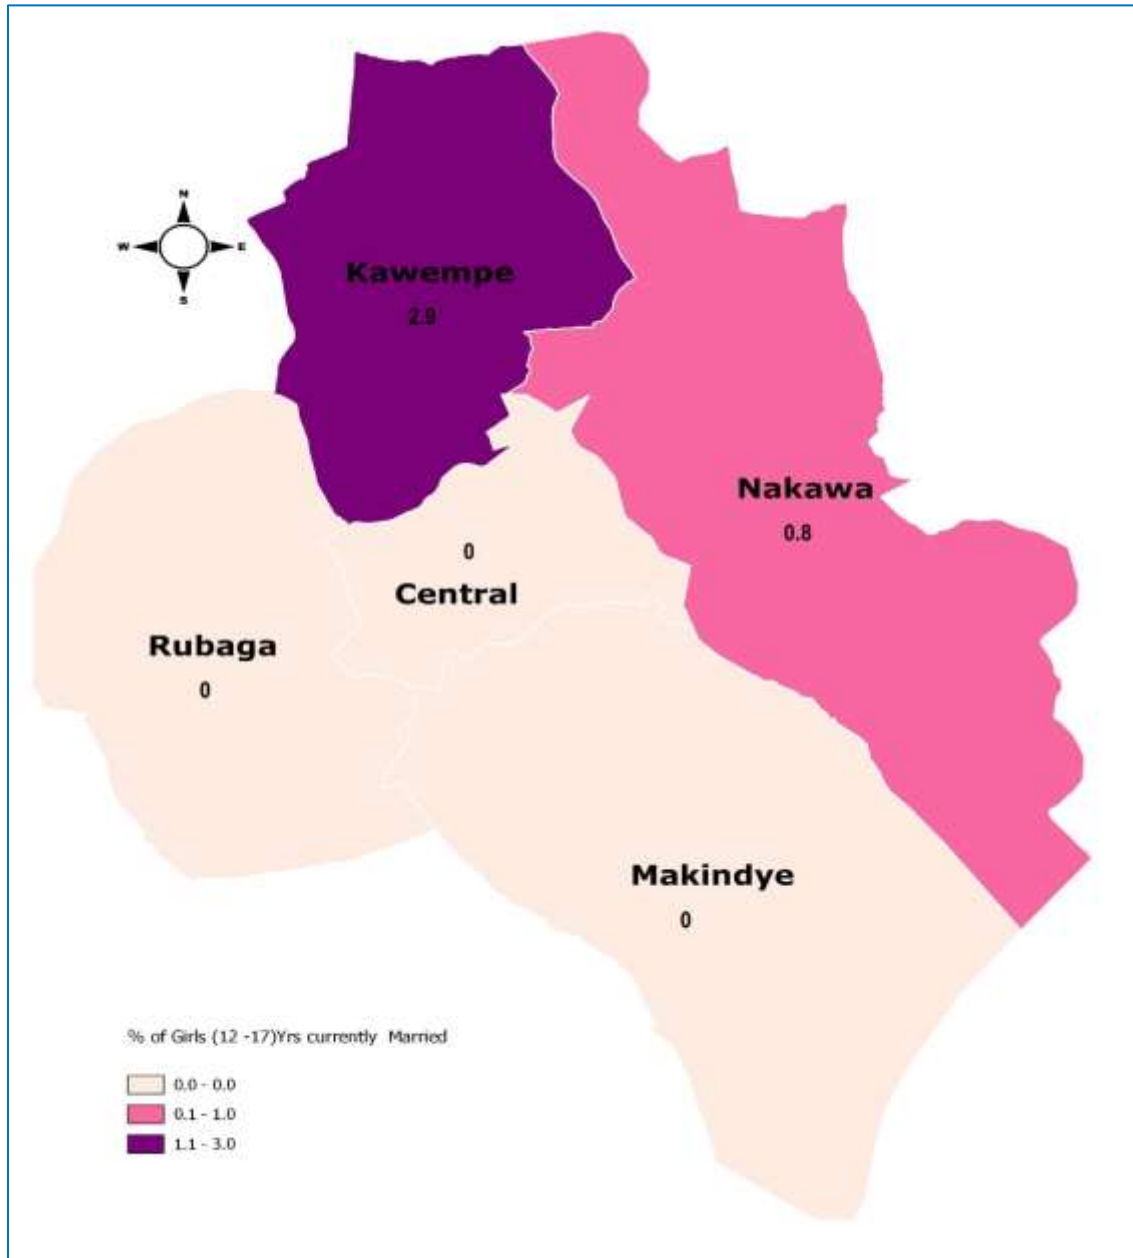 N
W E
S
Kawempe
2.9
Nakawa
0.8
0
Central
Rubaga
0
Makindye
0
% of Girls (12 -17)Yrs currently Married
0.0 - 0.0
0.1 - 1.0
1.1 - 3.0